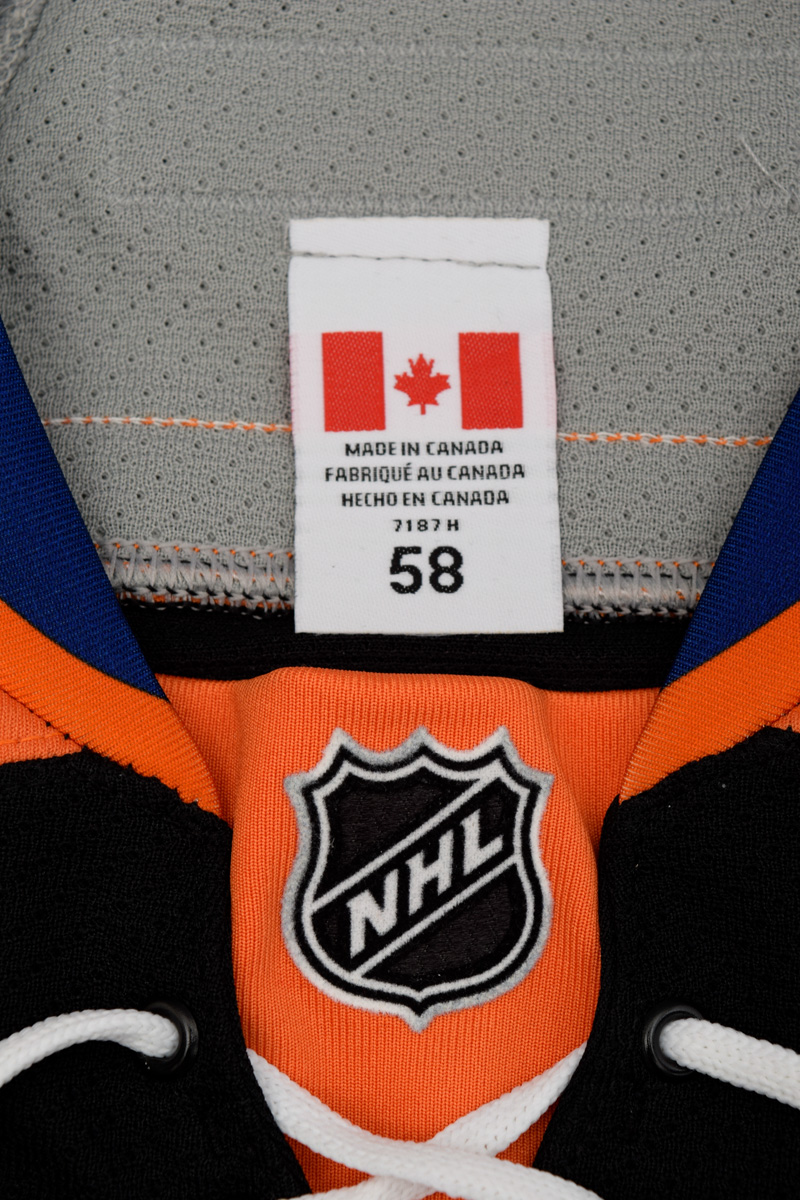 MADE IN CANADA
FABRIQUÉ AU CANADA
HECHO EN CANADA
7187 H
58
NHL